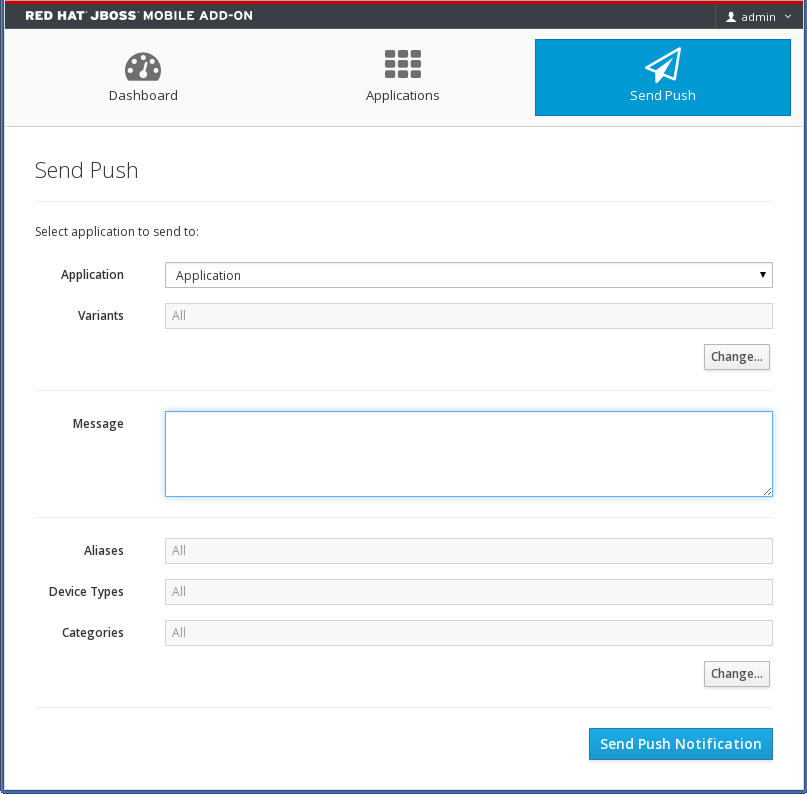 RED HAT JBOSS MOBILE ADD-ON admin
Dashboard Applications Send Push
Send Push
Select application to send to:
Application Application
Variants All
Change...
Message
Aliases All
Device Types All
Categories All
Change...
Send Push Notification